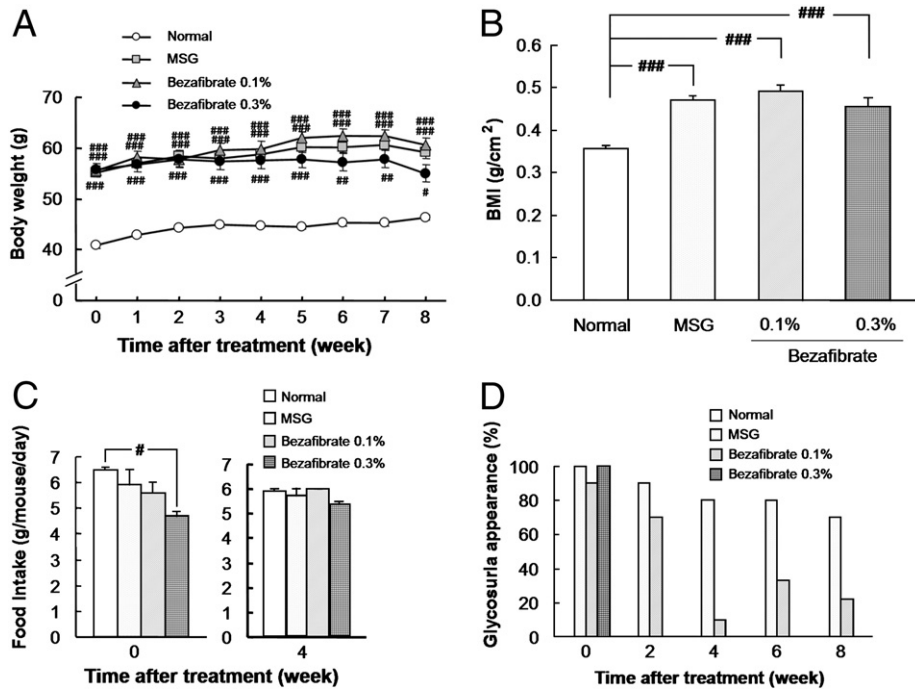 A
Normal
MSG
Bezafibrate 0.1%
Bezafibrate 0.3%
Body weight (g)
70
60
50
40
0
### ### ### ### ### ### ### ### ###
### ### ### ### ### ### ### ### ###
### ### ### ### ### ### ## ## #
0 1 2 3 4 5 6 7 8
Time after treatment (week)
B
BMI (g/cm2)
0.6
0.5
0.4
0.3
0.2
0.1
0.0
###
###
###
Normal MSG 0.1% 0.3%
Bezafibrate
C
Normal
MSG
Bezafibrate 0.1%
Bezafibrate 0.3%
Food Intake (g/mouse/day)
7
6
5
4
3
2
1
0
#
0
6
5
4
3
2
1
0
4
Time after treatment (week)
D
Normal
MSG
Bezafibrate 0.1%
Bezafibrate 0.3%
Glycosuria appearance (%)
100
80
60
40
20
0
0 2 4 6 8
Time after treatment (week)